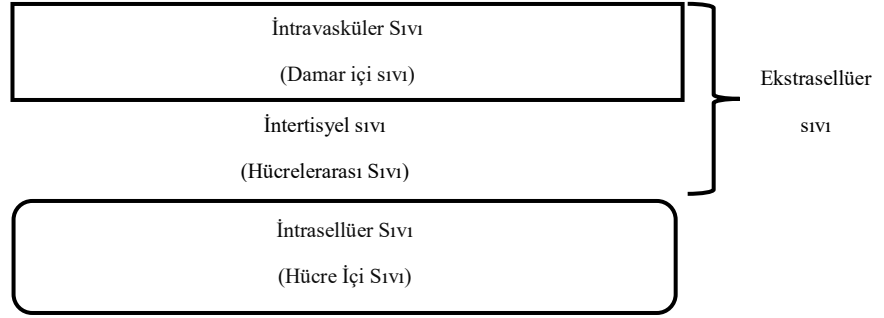 İntravasküler Sıvı
(Damar içi sıvı)
İntertisyel sıvı
(Hücrelerarası Sıvı)
İntrasellüer Sıvı
(Hücre İçi Sıvı)
Ekstrasellüer
sıvı